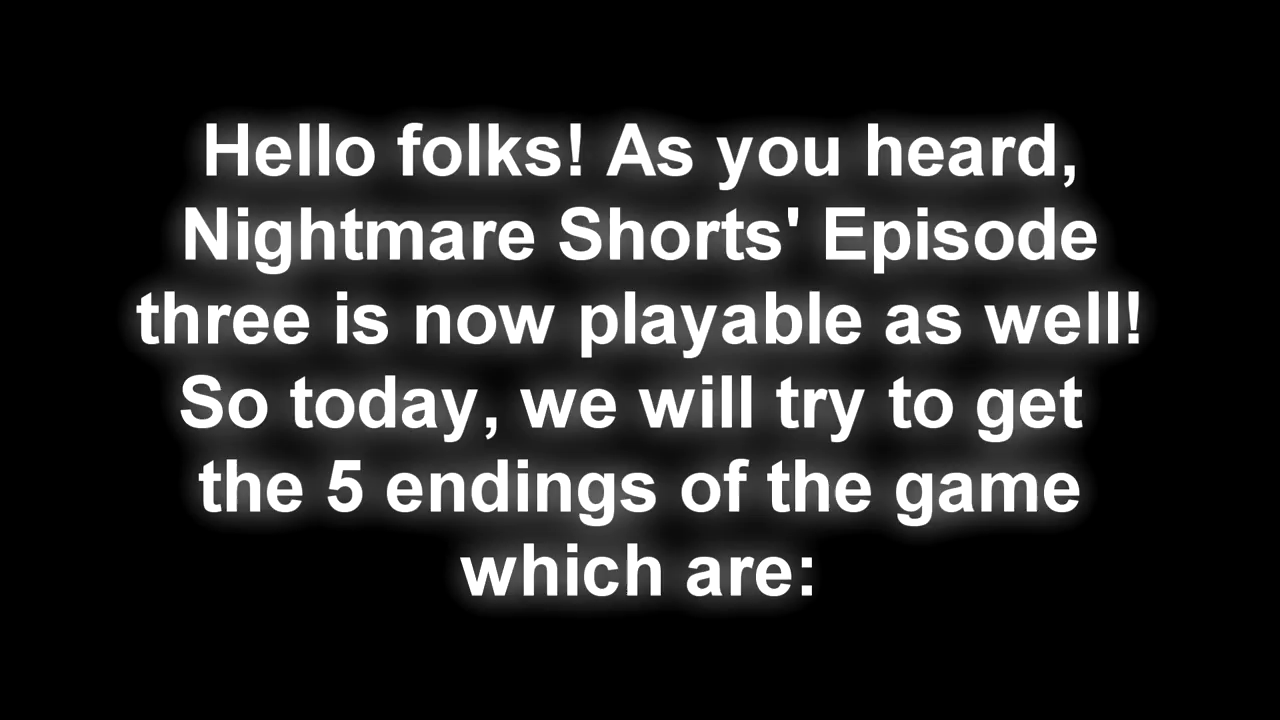 Hello folks! As you heard,
Nightmare Shorts' Episode
three is now playable as well!
So today, we will try to get
the 5 endings of the game
which are: